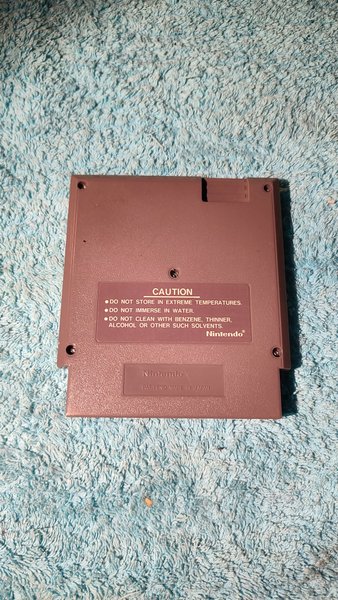 CAUTION
● DO NOT STORE IN EXTREME TEMPERATURES.
● DO NOT IMMERSE IN WATER.
● DO NOT CLEAN WITH BENZENE, THINNER,
ALCOHOL OR OTHER SUCH SOLVENTS.
Nintendo®
Nintendo